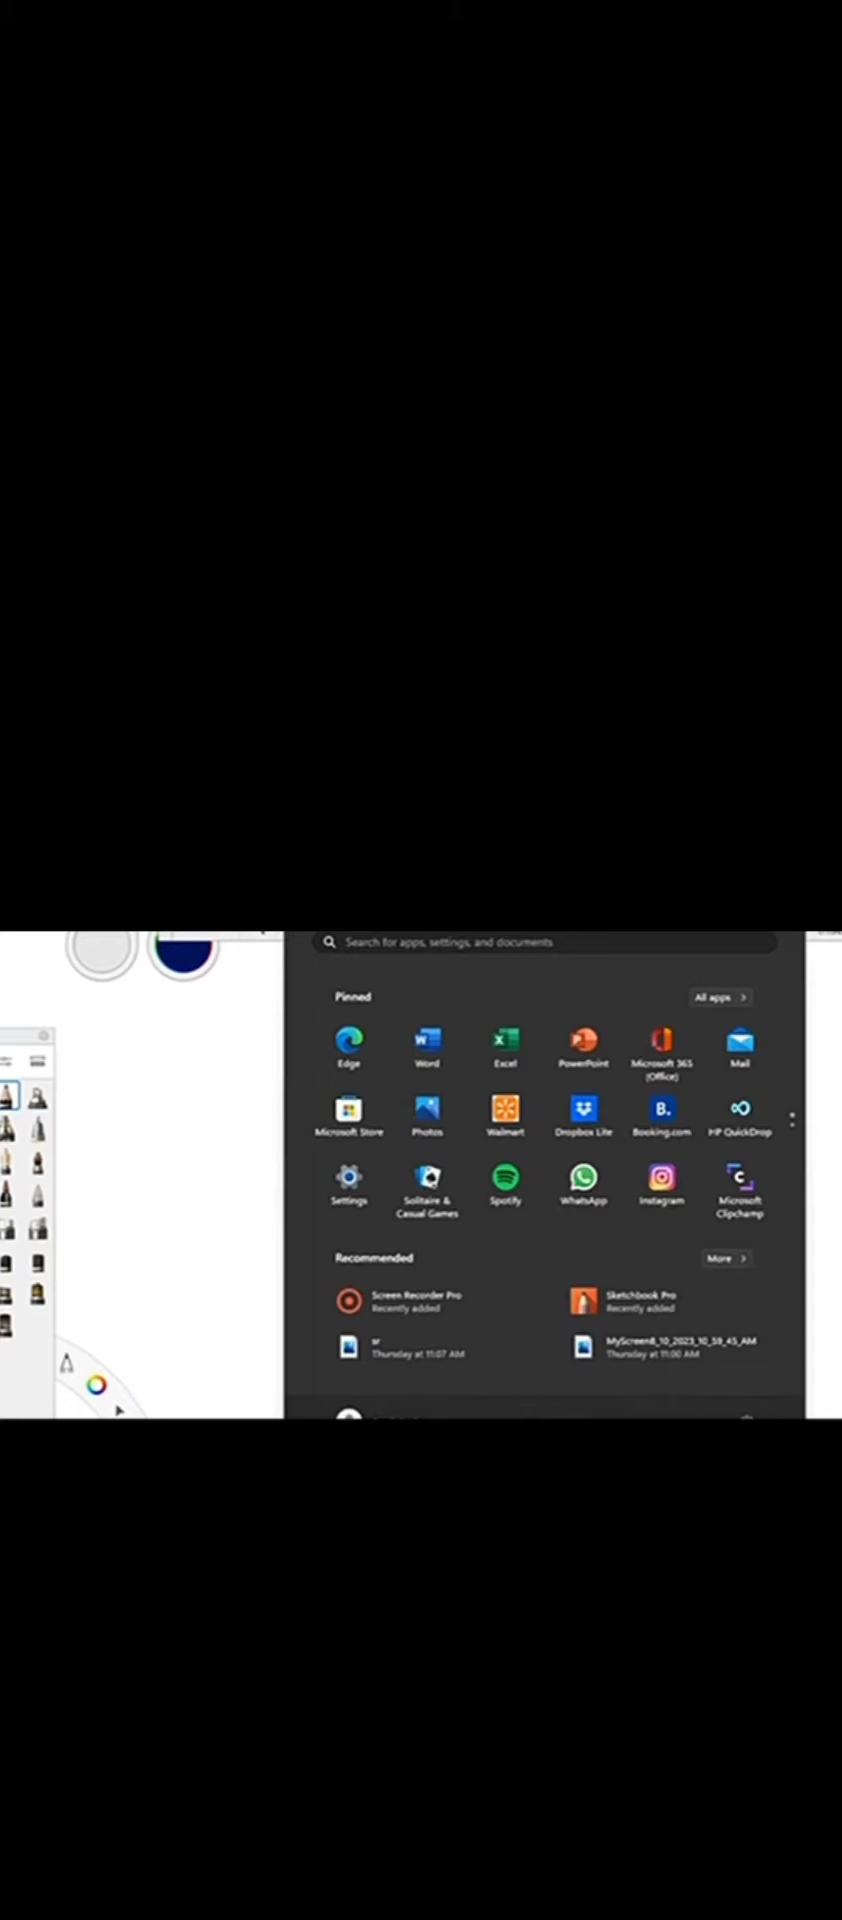 Search for apps, settings, and documents
Pinned
All apps >
Edge
Word
Excel
PowerPoint
Microsoft 365
(Office)
Mail
Microsoft Store
Photos
Walmart
Dropbox Lite
Booking.com
HP QuickDrop
Settings
Solitaire &
Casual Games
Spotify
WhatsApp
Instagram
Microsoft
Clipchamp
Recommended
More >
Screen Recorder Pro
Recently added
Sketchbook Pro
Recently added
sr
Thursday at 11:07 AM
MyScreen8_10_2023_10_59_45_AM
Thursday at 11:00 AM